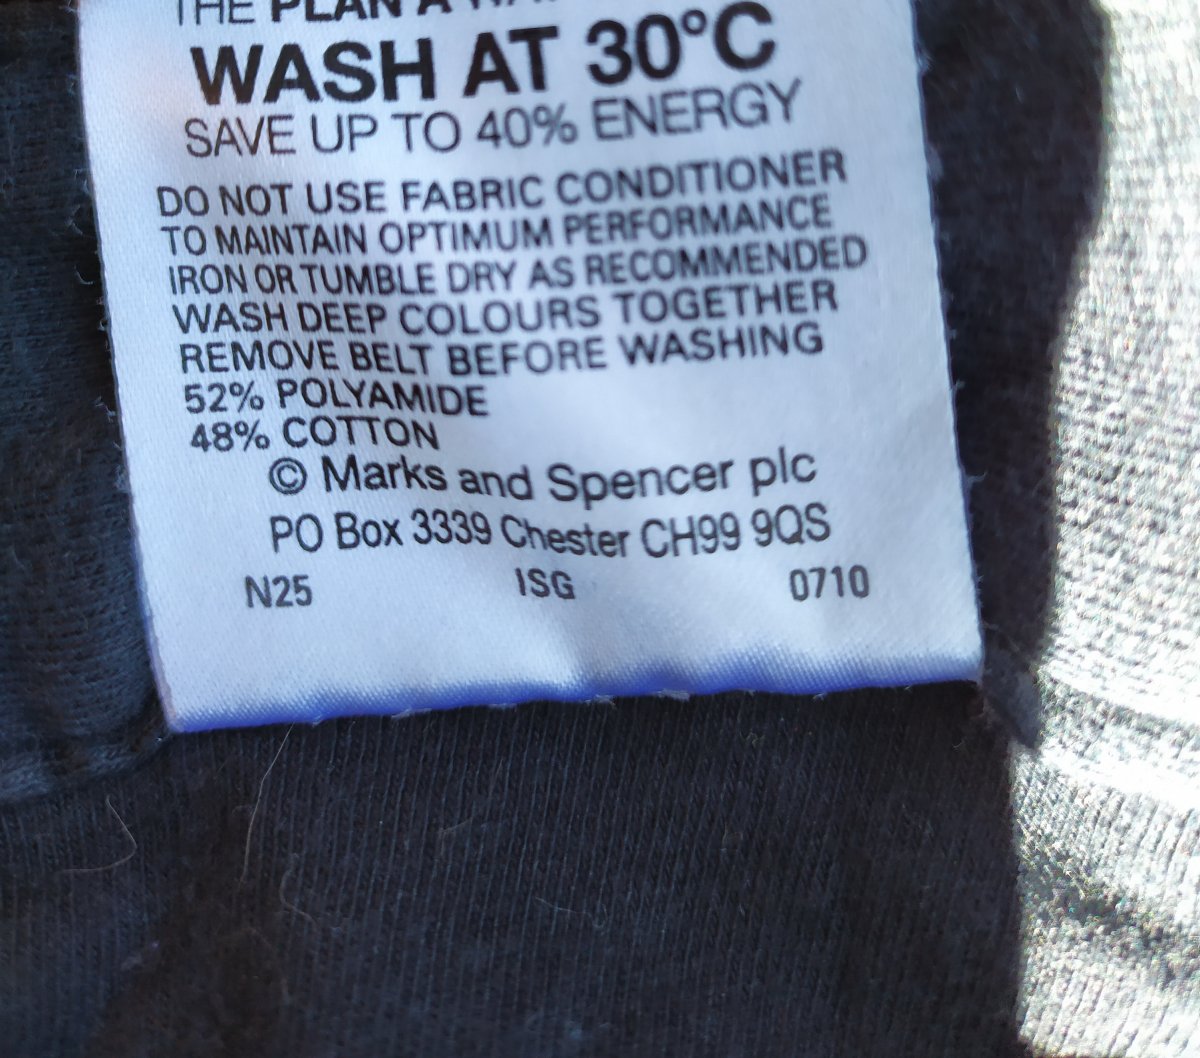 THE PLAN A
WASH AT 30°C
SAVE UP TO 40% ENERGY
DO NOT USE FABRIC CONDITIONER
TO MAINTAIN OPTIMUM PERFORMANCE
IRON OR TUMBLE DRY AS RECOMMENDED
WASH DEEP COLOURS TOGETHER
REMOVE BELT BEFORE WASHING
52% POLYAMIDE
48% COTTON
© Marks and Spencer plc
PO Box 3339 Chester CH99 9QS
N25 ISG 0710